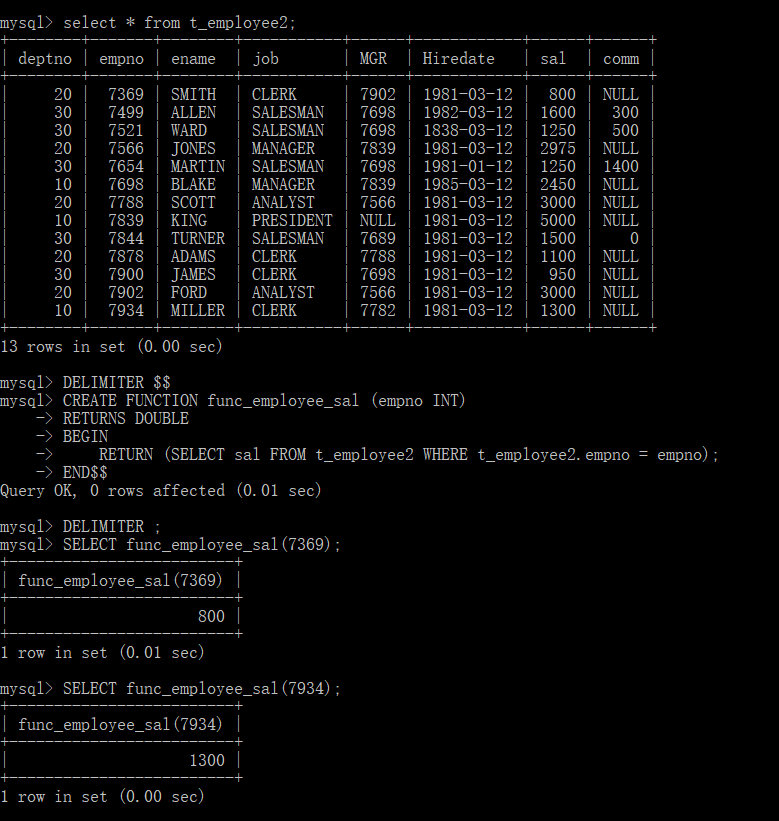 mysql> select * from t_employee2;
+--------+-------+--------+-----------+------+------------+------+------+
| deptno | empno | ename  | job       | MGR  | Hiredate   | sal  | comm |
+--------+-------+--------+-----------+------+------------+------+------+
|     20 |  7369 | SMITH  | CLERK     | 7902 | 1981-03-12 |  800 | NULL |
|     30 |  7499 | ALLEN  | SALESMAN  | 7698 | 1982-03-12 | 1600 |  300 |
|     30 |  7521 | WARD   | SALESMAN  | 7698 | 1838-03-12 | 1250 |  500 |
|     20 |  7566 | JONES  | MANAGER   | 7839 | 1981-03-12 | 2975 | NULL |
|     30 |  7654 | MARTIN | SALESMAN  | 7698 | 1981-01-12 | 1250 | 1400 |
|     10 |  7698 | BLAKE  | MANAGER   | 7839 | 1985-03-12 | 2450 | NULL |
|     20 |  7788 | SCOTT  | ANALYST   | 7566 | 1981-03-12 | 3000 | NULL |
|     10 |  7839 | KING   | PRESIDENT | NULL | 1981-03-12 | 5000 | NULL |
|     30 |  7844 | TURNER | SALESMAN  | 7689 | 1981-03-12 | 1500 |    0 |
|     20 |  7878 | ADAMS  | CLERK     | 7788 | 1981-03-12 | 1100 | NULL |
|     30 |  7900 | JAMES  | CLERK     | 7698 | 1981-03-12 |  950 | NULL |
|     20 |  7902 | FORD   | ANALYST   | 7566 | 1981-03-12 | 3000 | NULL |
|     10 |  7934 | MILLER | CLERK     | 7782 | 1981-03-12 | 1300 | NULL |
+--------+-------+--------+-----------+------+------------+------+------+
13 rows in set (0.00 sec)

mysql> DELIMITER $$
mysql> CREATE FUNCTION func_employee_sal (empno INT)
    -> RETURNS DOUBLE
    -> BEGIN
    ->     RETURN (SELECT sal FROM t_employee2 WHERE t_employee2.empno = empno);
    -> END$$
Query OK, 0 rows affected (0.01 sec)

mysql> DELIMITER ;
mysql> SELECT func_employee_sal(7369);
+-------------------------+
| func_employee_sal(7369) |
+-------------------------+
|                     800 |
+-------------------------+
1 row in set (0.01 sec)

mysql> SELECT func_employee_sal(7934);
+-------------------------+
| func_employee_sal(7934) |
+-------------------------+
|                    1300 |
+-------------------------+
1 row in set (0.00 sec)